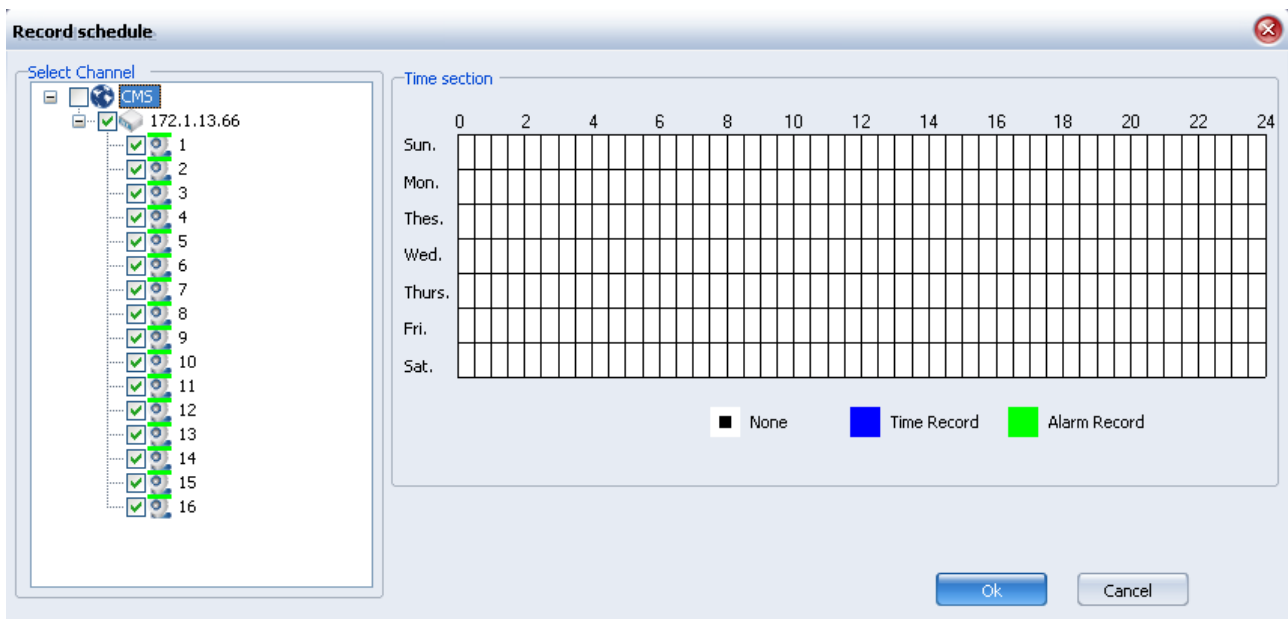 Record schedule
Select Channel
CMS
172.1.13.66
1
2
3
4
5
6
7
8
9
10
11
12
13
14
15
16
Time section
0 2 4 6 8 10 12 14 16 18 20 22 24
Sun.
Mon.
Thes.
Wed.
Thurs.
Fri.
Sat.
None Time Record Alarm Record
Ok Cancel